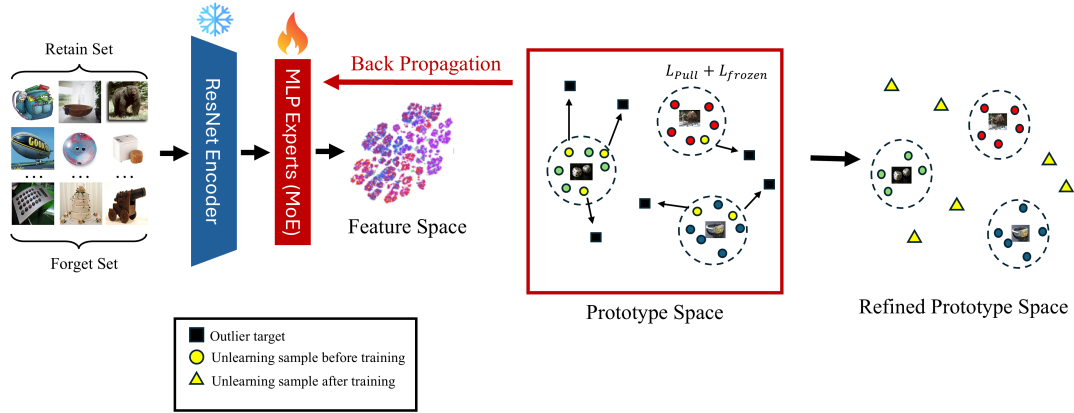 Retain Set
GOOD
... ... ...
Forget Set
ResNet Encoder
MLP Experts (MoE)
Back Propagation
Feature Space
L_Pull + L_frozen
Prototype Space
Refined Prototype Space
Outlier target
Unlearning sample before training
Unlearning sample after training